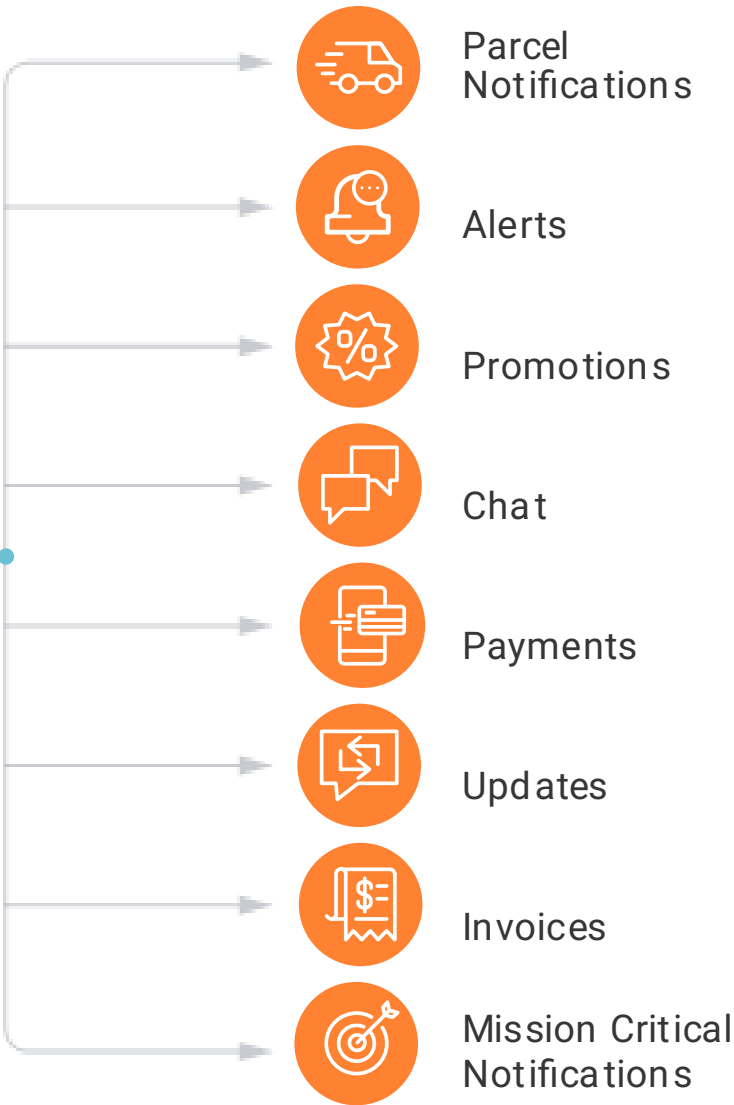 Parcel
Notifications
Alerts
Promotions
Chat
Payments
Updates
$
Invoices
Mission Critical
Notifications